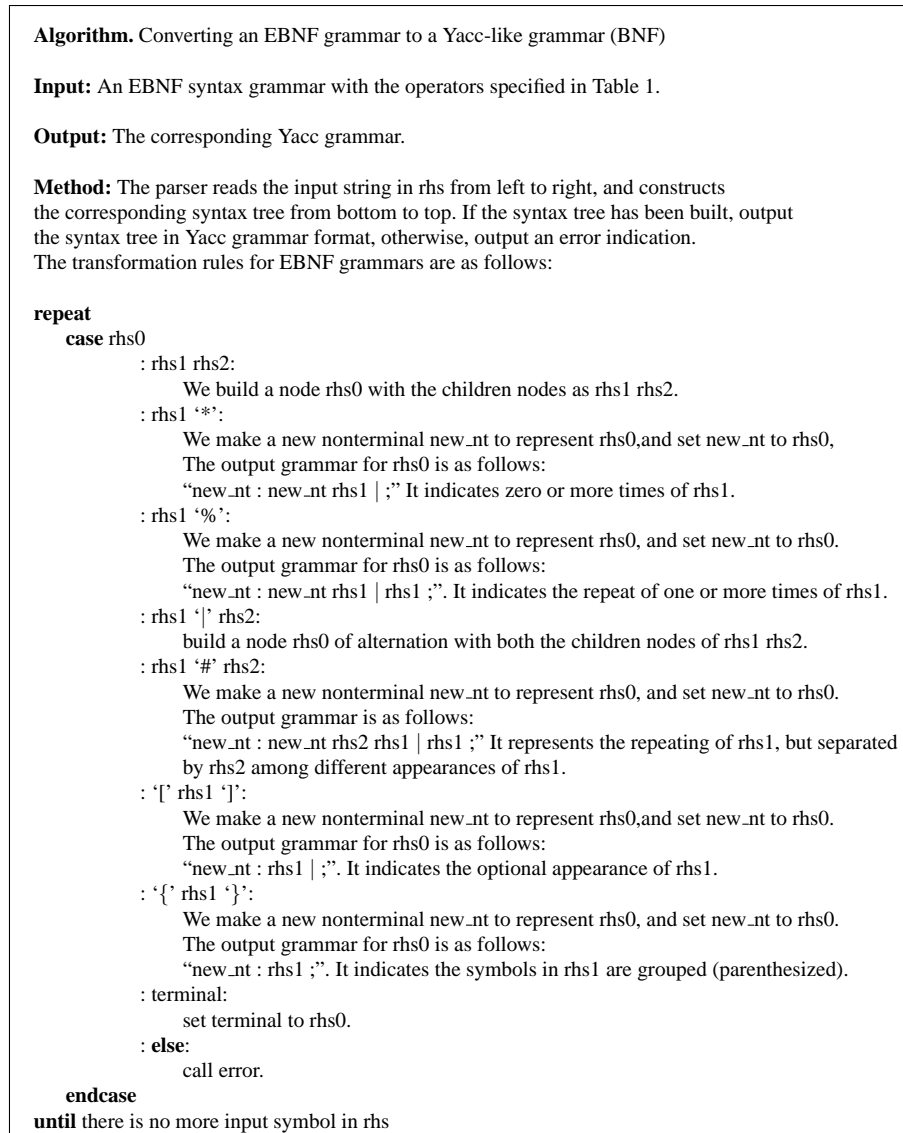 Algorithm. Converting an EBNF grammar to a Yacc-like grammar (BNF)
Input: An EBNF syntax grammar with the operators specified in Table 1.
Output: The corresponding Yacc grammar.
Method: The parser reads the input string in rhs from left to right, and constructs
the corresponding syntax tree from bottom to top. If the syntax tree has been built, output
the syntax tree in Yacc grammar format, otherwise, output an error indication.
The transformation rules for EBNF grammars are as follows:
repeat
case rhs0
: rhs1 rhs2:
We build a node rhs0 with the children nodes as rhs1 rhs2.
: rhs1 ‘*’:
We make a new nonterminal new_nt to represent rhs0,and set new_nt to rhs0,
The output grammar for rhs0 is as follows:
“new_nt : new_nt rhs1 | ;” It indicates zero or more times of rhs1.
: rhs1 ‘%’:
We make a new nonterminal new_nt to represent rhs0, and set new_nt to rhs0.
The output grammar for rhs0 is as follows:
“new_nt : new_nt rhs1 | rhs1 ;”. It indicates the repeat of one or more times of rhs1.
: rhs1 ‘|’ rhs2:
build a node rhs0 of alternation with both the children nodes of rhs1 rhs2.
: rhs1 ‘#’ rhs2:
We make a new nonterminal new_nt to represent rhs0, and set new_nt to rhs0.
The output grammar is as follows:
“new_nt : new_nt rhs2 rhs1 | rhs1 ;” It represents the repeating of rhs1, but separated
by rhs2 among different appearances of rhs1.
: ‘[’ rhs1 ‘]’:
We make a new nonterminal new_nt to represent rhs0,and set new_nt to rhs0.
The output grammar for rhs0 is as follows:
“new_nt : rhs1 | ;”. It indicates the optional appearance of rhs1.
: ‘{’ rhs1 ‘}’:
We make a new nonterminal new_nt to represent rhs0, and set new_nt to rhs0.
The output grammar for rhs0 is as follows:
“new_nt : rhs1 ;”. It indicates the symbols in rhs1 are grouped (parenthesized).
: terminal:
set terminal to rhs0.
: else:
call error.
endcase
until there is no more input symbol in rhs